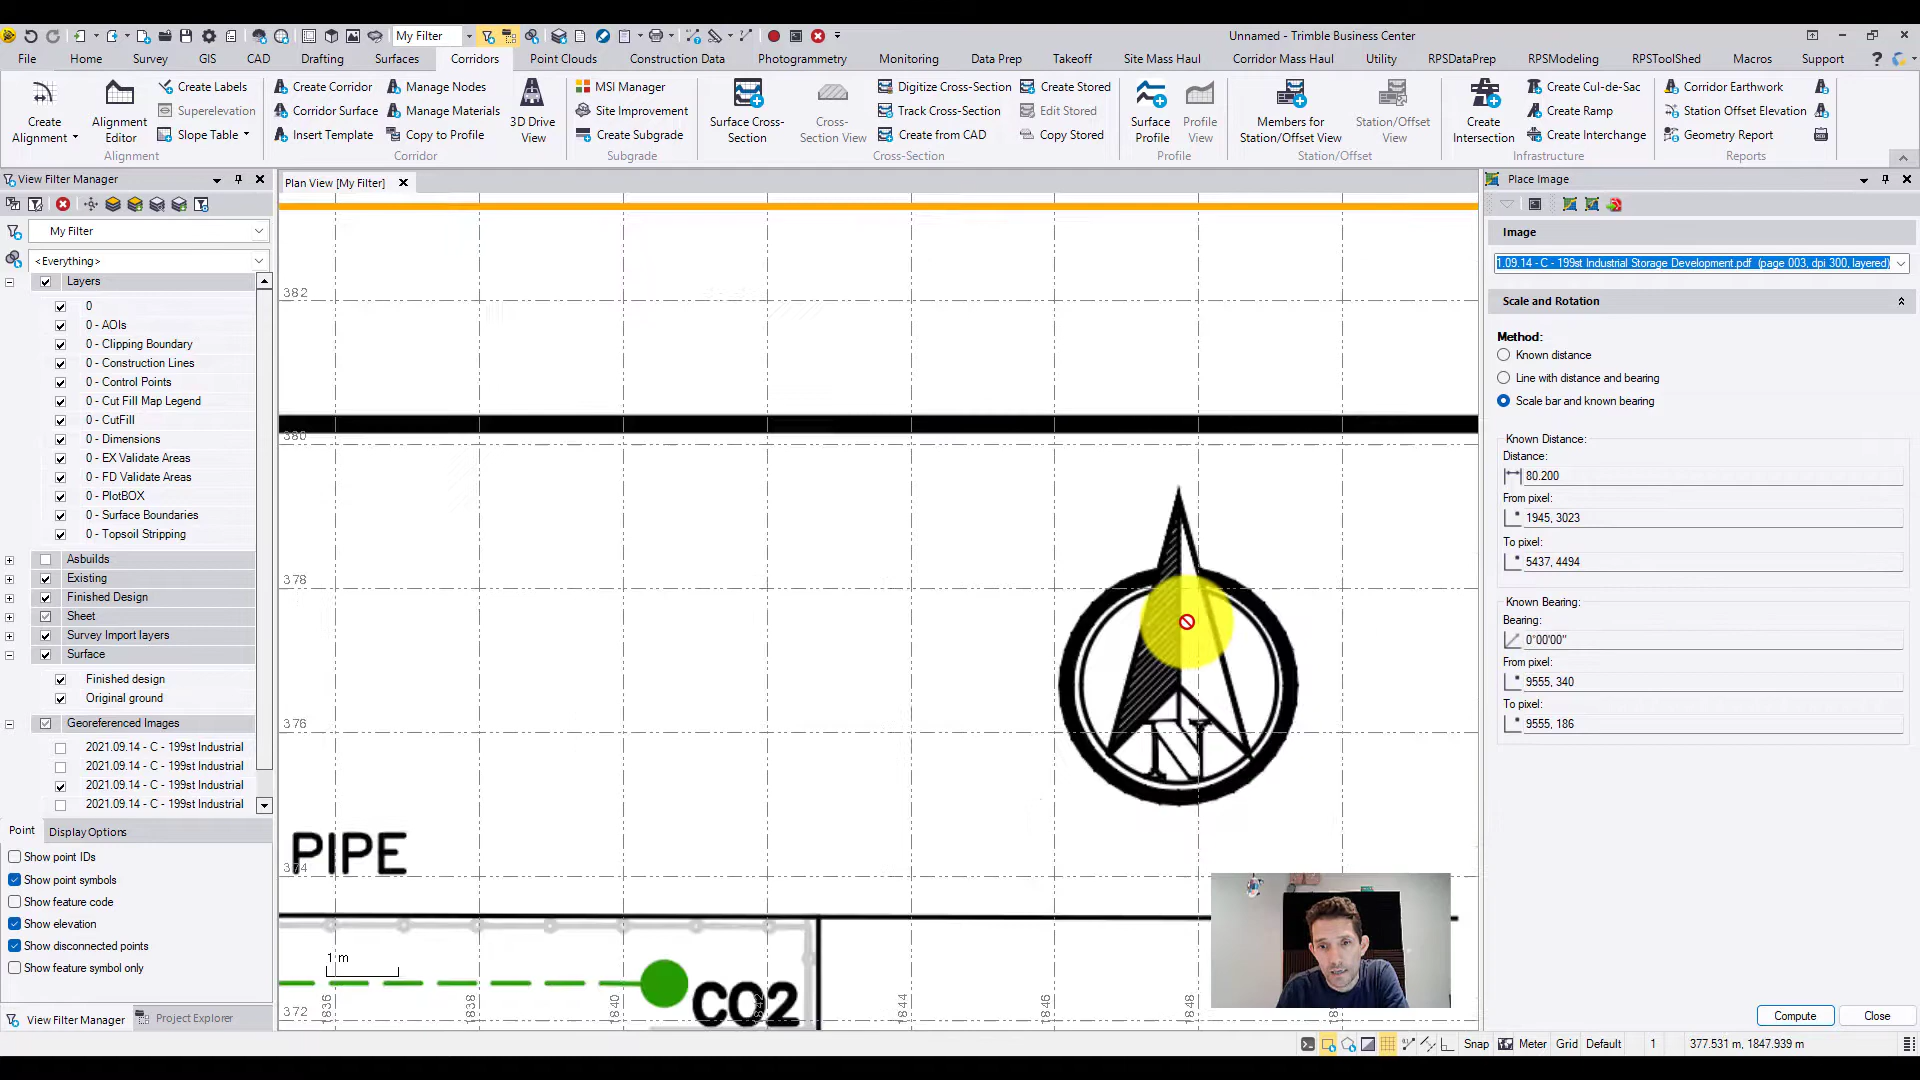 My Filter
Unnamed - Trimble Business Center
File Home Survey GIS CAD Drafting Surfaces Corridors Point Clouds Construction Data Photogrammetry Monitoring Data Prep Takeoff Site Mass Haul Corridor Mass Haul Utility RPSDataPrep RPSModeling RPSToolShed Macros Support
Create Alignment
Alignment Editor
Create Labels
Superelevation
Slope Table
Alignment
Create Corridor
Corridor Surface
Insert Template
Manage Nodes
Manage Materials
Copy to Profile
3D Drive View
Corridor
MSI Manager
Site Improvement
Create Subgrade
Subgrade
Surface Cross-Section
Cross-Section View
Digitize Cross-Section
Track Cross-Section
Create from CAD
Create Stored
Edit Stored
Copy Stored
Cross-Section
Surface Profile
Profile View
Profile
Members for Station/Offset View
Station/Offset View
Station/Offset
Create Intersection
Create Cul-de-Sac
Create Ramp
Create Interchange
Infrastructure
Corridor Earthwork
Station Offset Elevation
Geometry Report
Reports
View Filter Manager
My Filter
<Everything>
Layers
0
0 - AOIs
0 - Clipping Boundary
0 - Construction Lines
0 - Control Points
0 - Cut Fill Map Legend
0 - CutFill
0 - Dimensions
0 - EX Validate Areas
0 - FD Validate Areas
0 - PlotBOX
0 - Surface Boundaries
0 - Topsoil Stripping
Asbuilds
Existing
Finished Design
Sheet
Survey Import layers
Surface
Finished design
Original ground
Georeferenced Images
2021.09.14 - C - 199st Industrial
2021.09.14 - C - 199st Industrial
2021.09.14 - C - 199st Industrial
2021.09.14 - C - 199st Industrial
Point Display Options
Show point IDs
Show point symbols
Show feature code
Show elevation
Show disconnected points
Show feature symbol only
View Filter Manager Project Explorer
Plan View [My Filter]
382
380
378
376
374
372
PIPE
N
1 m
CO2
1836 1838 1840 1842 1844 1846 1848
Place Image
Image
1.09.14 - C - 199st Industrial Storage Development.pdf (page 003, dpi 300, layered)
Scale and Rotation
Method:
Known distance
Line with distance and bearing
Scale bar and known bearing
Known Distance:
Distance:
80.200
From pixel:
1945, 3023
To pixel:
5437, 4494
Known Bearing:
Bearing:
0°00'00"
From pixel:
9555, 340
To pixel:
9555, 186
Compute Close
Snap Meter Grid Default 1 377.531 m, 1847.939 m